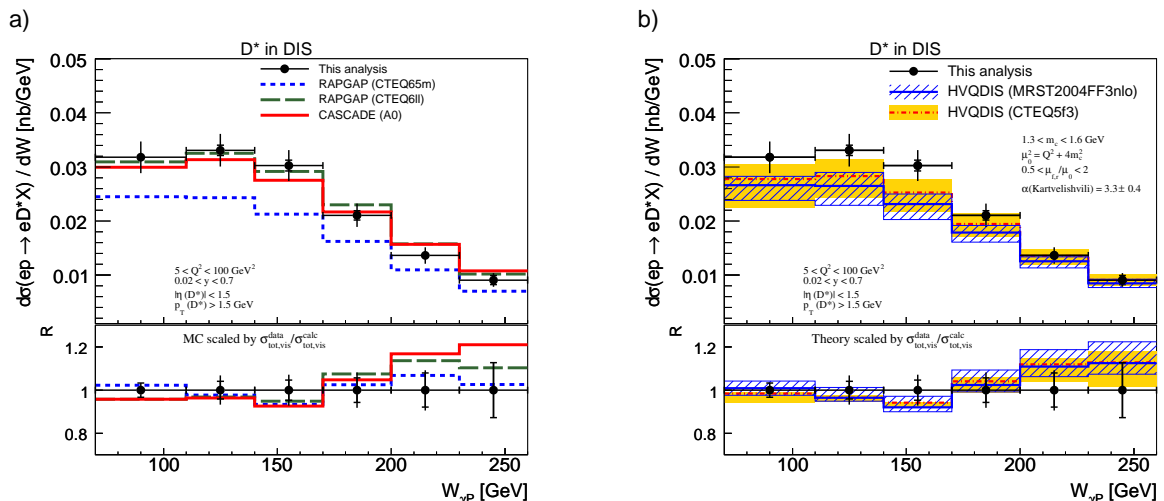 a)
D* in DIS
dσ(ep → eD*X) / dW [nb/GeV]
0.05
0.04
0.03
0.02
0.01
This analysis
RAPGAP (CTEQ65m)
RAPGAP (CTEQ6ll)
CASCADE (A0)
5 < Q² < 100 GeV²
0.02 < y < 0.7
|η (D*)| < 1.5
p_T (D*) > 1.5 GeV
R
MC scaled by σ^data_tot,vis/σ^calc_tot,vis
1.2
1
0.8
100 150 200 250
W_γP [GeV]
b)
D* in DIS
dσ(ep → eD*X) / dW [nb/GeV]
0.05
0.04
0.03
0.02
0.01
This analysis
HVQDIS (MRST2004FF3nlo)
HVQDIS (CTEQ5f3)
1.3 < m_c < 1.6 GeV
μ₀² = Q² + 4m_c²
0.5 < μ_f,r/μ₀ < 2
α(Kartvelishvili) = 3.3± 0.4
5 < Q² < 100 GeV²
0.02 < y < 0.7
|η (D*)| < 1.5
p_T (D*) > 1.5 GeV
R
Theory scaled by σ^data_tot,vis/σ^calc_tot,vis
1.2
1
0.8
100 150 200 250
W_γP [GeV]